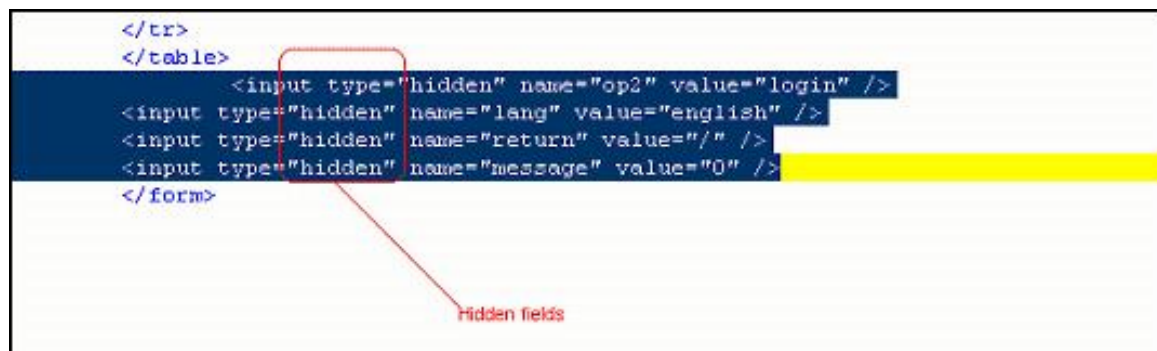 </tr>
</table>
<input type="hidden" name="op2" value="login" />
<input type="hidden" name="lang" value="english" />
<input type="hidden" name="return" value="/" />
<input type="hidden" name="message" value="0" />
</form>
Hidden fields